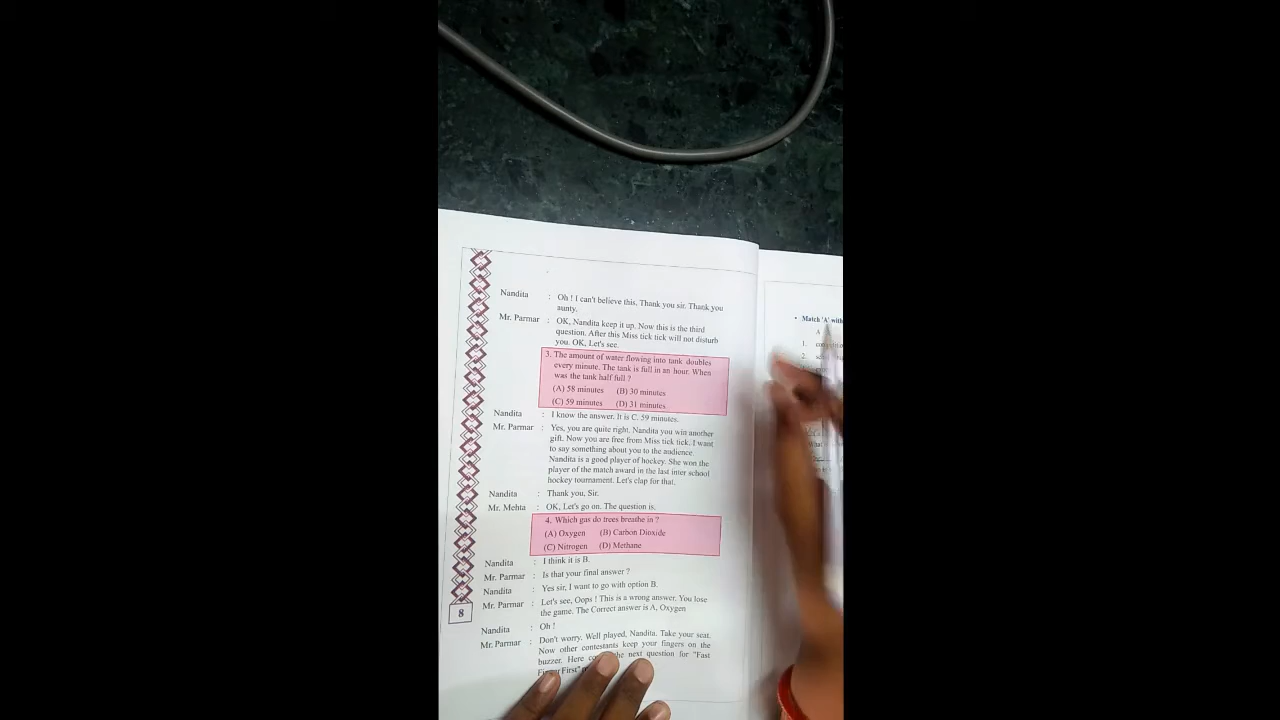 Nandita : Oh ! I can't believe this. Thank you sir. Thank you
aunty.
Mr. Parmar : OK, Nandita keep it up. Now this is the third
question. After this Miss tick tick will not disturb
you. OK, Let's see.
3. The amount of water flowing into tank doubles
every minute. The tank is full in an hour. When
was the tank half full ?
(A) 58 minutes (B) 30 minutes
(C) 59 minutes (D) 31 minutes
Nandita : I know the answer. It is C. 59 minutes.
Mr. Parmar : Yes, you are quite right. Nandita you win another
gift. Now you are free from Miss tick tick. I want
to say something about you to the audience.
Nandita is a good player of hockey. She won the
player of the match award in the last inter school
hockey tournament. Let's clap for that.
Nandita : Thank you, Sir.
Mr. Mehta : OK, Let's go on. The question is,
4. Which gas do trees breathe in ?
(A) Oxygen (B) Carbon Dioxide
(C) Nitrogen (D) Methane
Nandita : I think it is B.
Mr. Parmar : Is that your final answer ?
Nandita : Yes sir, I want to go with option B.
Mr. Parmar : Let's see, Oops ! This is a wrong answer. You lose
the game. The Correct answer is A, Oxygen
Nandita : Oh !
Mr. Parmar : Don't worry. Well played, Nandita. Take your seat.
Now other contestants keep your fingers on the
buzzer. Here the next question for "Fast
First"
8
• Match 'A' with
A
1.
2.